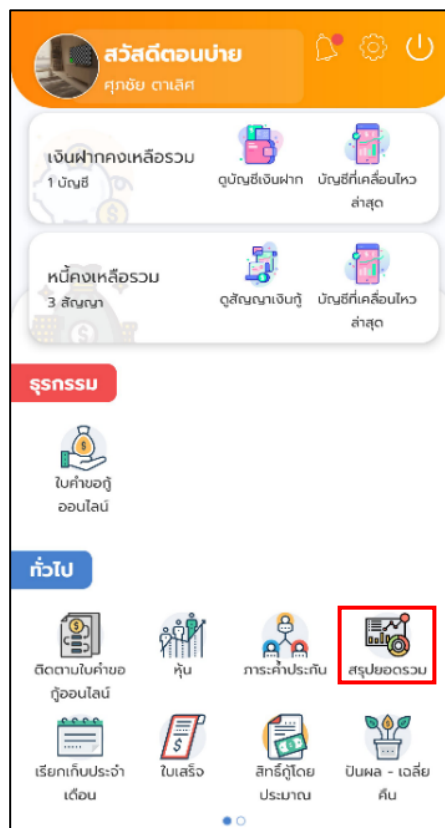 สวัสดีตอนบ่าย
ศุภชัย ตาเลิศ
เงินฝากคงเหลือรวม
1 บัญชี
ดูบัญชีเงินฝาก
บัญชีที่เคลื่อนไหว
ล่าสุด
หนี้คงเหลือรวม
3 สัญญา
ดูสัญญาเงินกู้
บัญชีที่เคลื่อนไหว
ล่าสุด
ธุรกรรม
ใบคำขอกู้
ออนไลน์
ทั่วไป
ติดตามใบคำขอ
กู้ออนไลน์
หุ้น
ภาระค้ำประกัน
สรุปยอดรวม
เรียกเก็บประจำ
เดือน
ใบเสร็จ
สิทธิ์กู้โดย
ประมาณ
ปันผล - เฉลี่ย
คืน